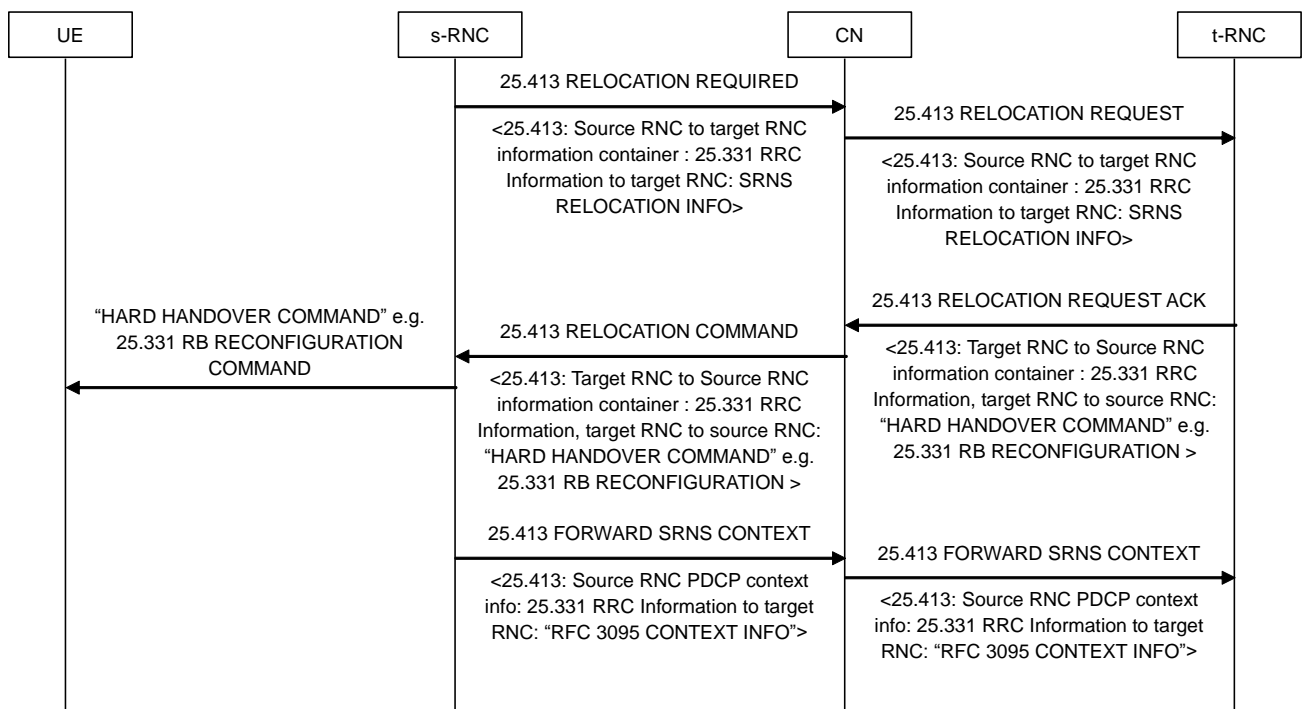 UE
s-RNC
CN
t-RNC
25.413 RELOCATION REQUIRED
<25.413: Source RNC to target RNC
information container : 25.331 RRC
Information to target RNC: SRNS
RELOCATION INFO>
25.413 RELOCATION REQUEST
<25.413: Source RNC to target RNC
information container : 25.331 RRC
Information to target RNC: SRNS
RELOCATION INFO>
25.413 RELOCATION REQUEST ACK
<25.413: Target RNC to Source RNC
information container : 25.331 RRC
Information, target RNC to source RNC:
“HARD HANDOVER COMMAND” e.g.
25.331 RB RECONFIGURATION >
25.413 RELOCATION COMMAND
<25.413: Target RNC to Source RNC
information container : 25.331 RRC
Information, target RNC to source RNC:
“HARD HANDOVER COMMAND” e.g.
25.331 RB RECONFIGURATION >
“HARD HANDOVER COMMAND” e.g.
25.331 RB RECONFIGURATION
COMMAND
25.413 FORWARD SRNS CONTEXT
<25.413: Source RNC PDCP context
info: 25.331 RRC Information to target
RNC: “RFC 3095 CONTEXT INFO”>
25.413 FORWARD SRNS CONTEXT
<25.413: Source RNC PDCP context
info: 25.331 RRC Information to target
RNC: “RFC 3095 CONTEXT INFO”>